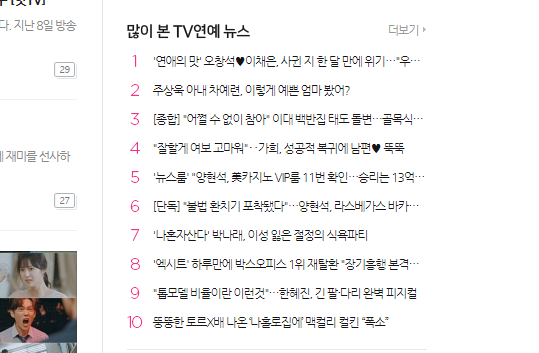 다. 지난 8일 방송
29
에 재미를 선사하
27
많이 본 TV연예 뉴스
더보기
1 '연애의 맛' 오창석♥이채은, 사귄 지 한 달 만에 위기…"우…
2 주상욱 아내 차예련, 이렇게 예쁜 엄마 봤어?
3 [종합] "어쩔 수 없이 참아" 이대 백반집 태도 돌변…골목식…
4 "잘할게 여보 고마워"‥가희, 성공적 복귀에 남편♥ 뚝뚝
5 '뉴스룸' "양현석, 美카지노 VIP룸 11번 확인…승리는 13억…
6 [단독] "불법 환치기 포착됐다"…양현석, 라스베가스 바카…
7 '나혼자산다' 박나래, 이성 잃은 절정의 식욕파티
8 '엑시트' 하루만에 박스오피스 1위 재탈환 "장기흥행 본격…
9 "톱모델 비율이란 이런것"…한혜진, 긴 팔·다리 완벽 피지컬
10 뚱뚱한 토르X배 나온 '나홀로집에' 맥컬리 컬킨 “폭소”